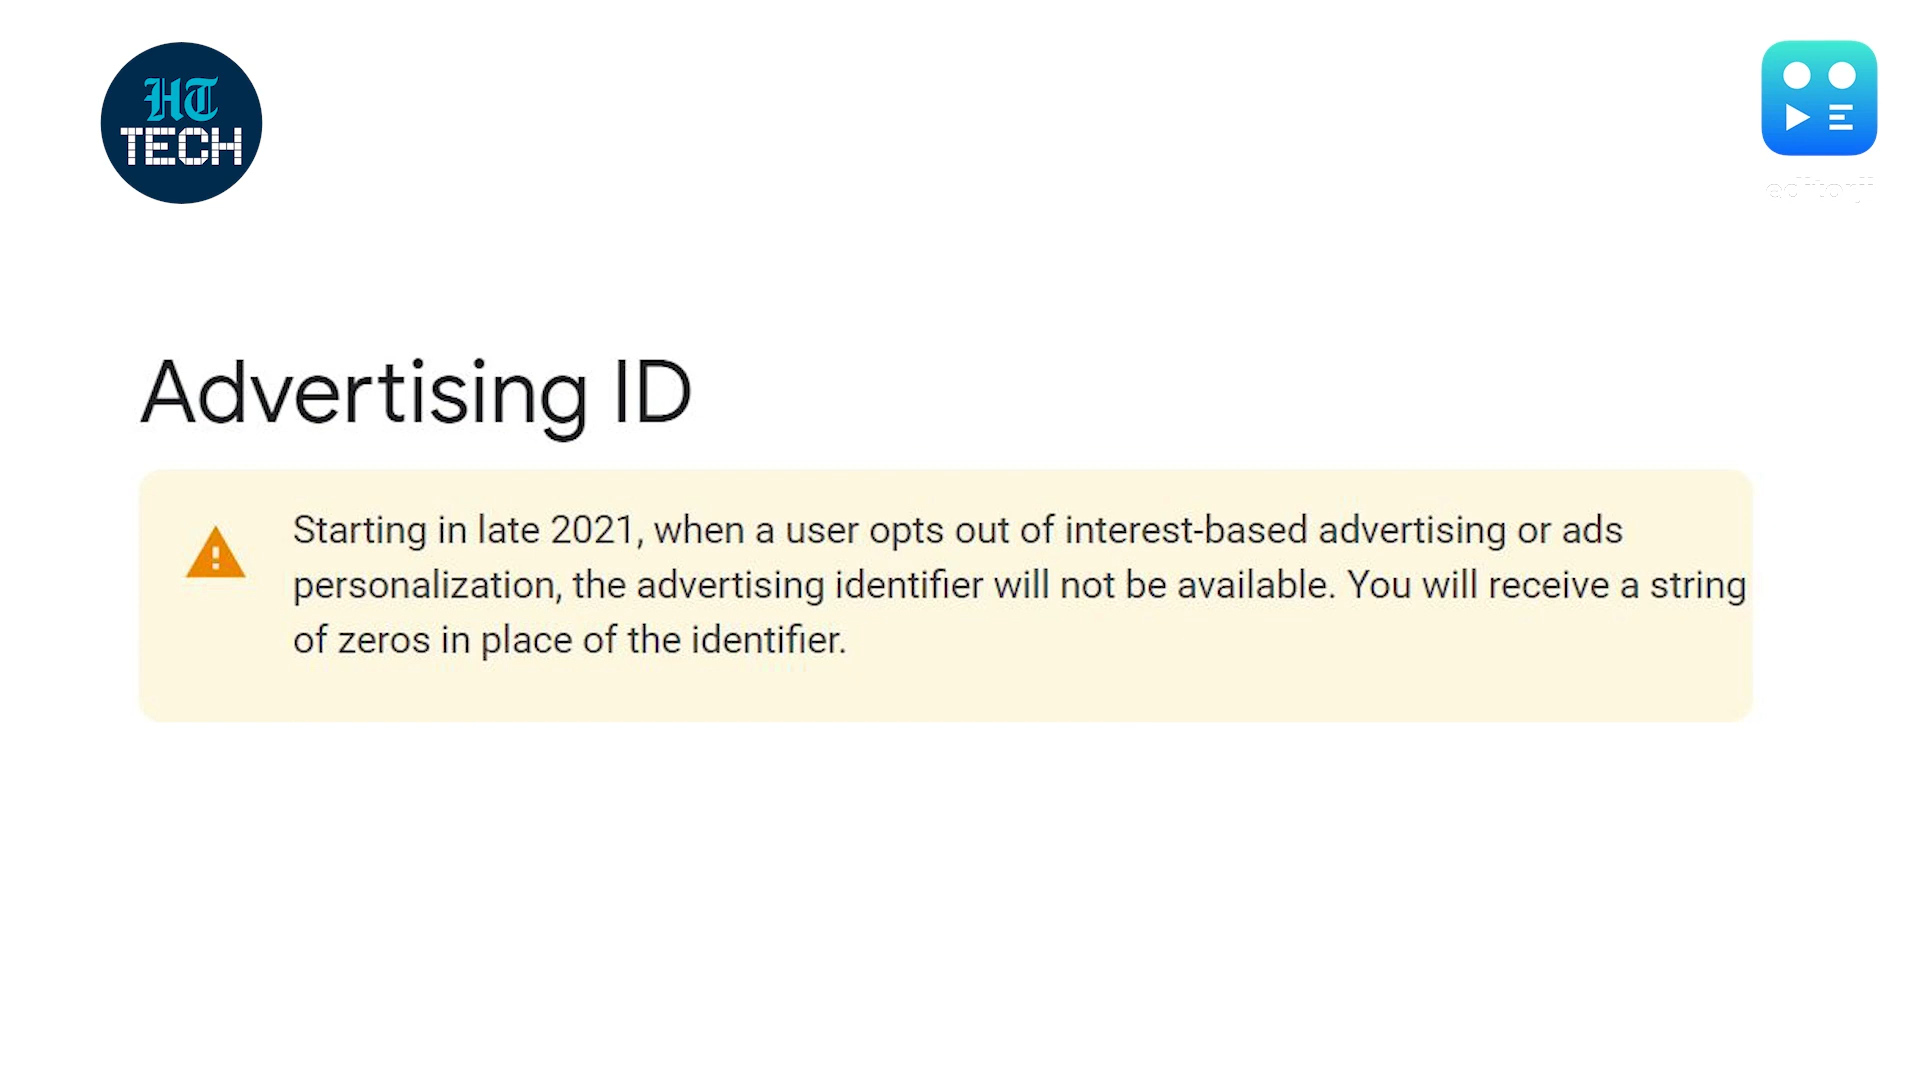 HT
TECH
editorji
Advertising ID
Starting in late 2021, when a user opts out of interest-based advertising or ads
personalization, the advertising identifier will not be available. You will receive a string
of zeros in place of the identifier.